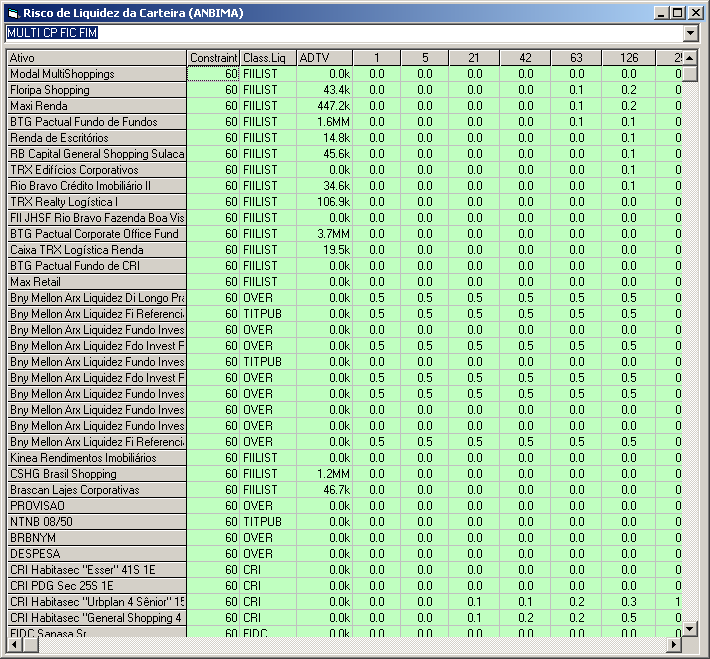 Risco de Liquidez da Carteira (ANBIMA)
MULTI CP FIC FIM
Ativo Constraint Class.Liq ADTV 1 5 21 42 63 126 25
Modal MultiShoppings 60 FIILIST 0.0k 0.0 0.0 0.0 0.0 0.0 0.0 0
Floripa Shopping 60 FIILIST 43.4k 0.0 0.0 0.0 0.0 0.1 0.2 0
Maxi Renda 60 FIILIST 447.2k 0.0 0.0 0.0 0.0 0.1 0.2 0
BTG Pactual Fundo de Fundos 60 FIILIST 1.6MM 0.0 0.0 0.0 0.0 0.1 0.1 0
Renda de Escritórios 60 FIILIST 14.8k 0.0 0.0 0.0 0.0 0.0 0.1 0
RB Capital General Shopping Sulaca 60 FIILIST 45.6k 0.0 0.0 0.0 0.0 0.0 0.1 0
TRX Edifícios Corporativos 60 FIILIST 0.0k 0.0 0.0 0.0 0.0 0.0 0.1 0
Rio Bravo Crédito Imobiliário II 60 FIILIST 34.6k 0.0 0.0 0.0 0.0 0.0 0.1 0
TRX Realty Logística I 60 FIILIST 106.9k 0.0 0.0 0.0 0.0 0.0 0.0 0
FII JHSF Rio Bravo Fazenda Boa Vis 60 FIILIST 0.0k 0.0 0.0 0.0 0.0 0.0 0.0 0
BTG Pactual Corporate Office Fund 60 FIILIST 3.7MM 0.0 0.0 0.0 0.0 0.0 0.0 0
Caixa TRX Logística Renda 60 FIILIST 19.5k 0.0 0.0 0.0 0.0 0.0 0.0 0
BTG Pactual Fundo de CRI 60 FIILIST 0.0k 0.0 0.0 0.0 0.0 0.0 0.0 0
Max Retail 60 FIILIST 0.0k 0.0 0.0 0.0 0.0 0.0 0.0 0
Bny Mellon Arx Liquidez Di Longo Pra 60 OVER 0.0k 0.5 0.5 0.5 0.5 0.5 0.5 0
Bny Mellon Arx Liquidez Fi Referencia 60 TITPUB 0.0k 0.5 0.5 0.5 0.5 0.5 0.5 0
Bny Mellon Arx Liquidez Fundo Inves 60 OVER 0.0k 0.0 0.0 0.0 0.0 0.0 0.0 0
Bny Mellon Arx Liquidez Fdo Invest F 60 OVER 0.0k 0.5 0.5 0.5 0.5 0.5 0.5 0
Bny Mellon Arx Liquidez Fundo Inves 60 TITPUB 0.0k 0.0 0.0 0.0 0.0 0.0 0.0 0
Bny Mellon Arx Liquidez Fdo Invest F 60 OVER 0.0k 0.5 0.5 0.5 0.5 0.5 0.5 0
Bny Mellon Arx Liquidez Fundo Inves 60 OVER 0.0k 0.5 0.5 0.5 0.5 0.5 0.5 0
Bny Mellon Arx Liquidez Fundo Inves 60 OVER 0.0k 0.0 0.0 0.0 0.0 0.0 0.0 0
Bny Mellon Arx Liquidez Fundo Inves 60 OVER 0.0k 0.0 0.0 0.0 0.0 0.0 0.0 0
Bny Mellon Arx Liquidez Fi Referencia 60 OVER 0.0k 0.5 0.5 0.5 0.5 0.5 0.5 0
Kinea Rendimentos Imobiliários 60 FIILIST 0.0k 0.0 0.0 0.0 0.0 0.0 0.0 0
CSHG Brasil Shopping 60 FIILIST 1.2MM 0.0 0.0 0.0 0.0 0.0 0.0 0
Brascan Lajes Corporativas 60 FIILIST 46.7k 0.0 0.0 0.0 0.0 0.0 0.0 0
PROVISAO 60 OVER 0.0k 0.0 0.0 0.0 0.0 0.0 0.0 0
NTNB 08/50 60 TITPUB 0.0k 0.0 0.0 0.0 0.0 0.0 0.0 0
BRBNYM 60 OVER 0.0k 0.0 0.0 0.0 0.0 0.0 0.0 0
DESPESA 60 OVER 0.0k 0.0 0.0 0.0 0.0 0.0 0.0 0
CRI Habitasec "Esser" 41S 1E 60 CRI 0.0k 0.0 0.0 0.0 0.0 0.0 0.0 0
CRI PDG Sec 25S 1E 60 CRI 0.0k 0.0 0.0 0.0 0.0 0.0 0.0 0
CRI Habitasec "Urbplan 4 Sênior" 15 60 CRI 0.0k 0.0 0.0 0.1 0.1 0.2 0.3 1
CRI Habitasec "General Shopping 4 60 CRI 0.0k 0.0 0.0 0.1 0.2 0.2 0.5 0
FIDC Sanasa Sr 60 FIDC 0.0k 0.0 0.0 0.0 0.0 0.0 0.0 0